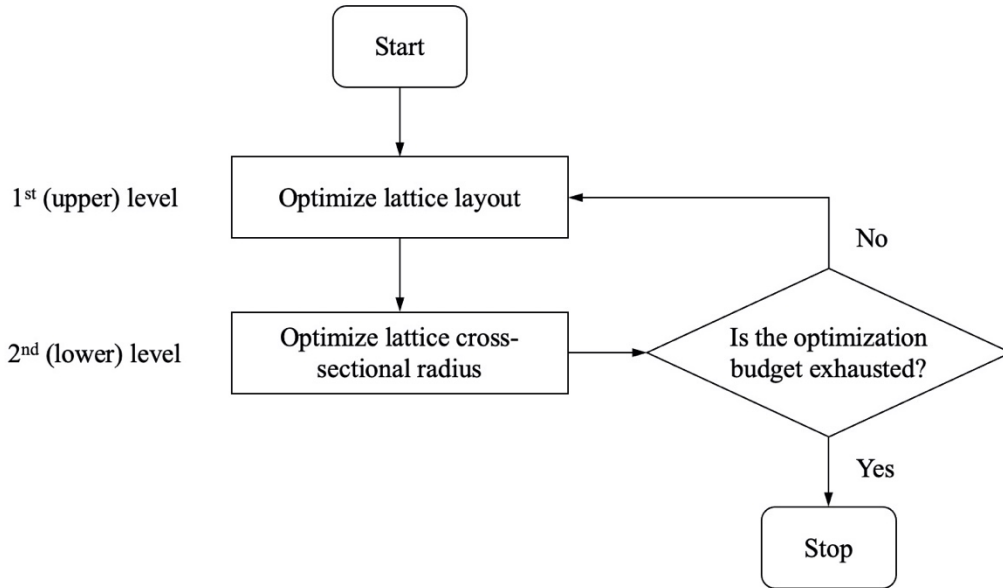 Start
1st (upper) level
Optimize lattice layout
No
2nd (lower) level
Optimize lattice cross-
sectional radius
Is the optimization
budget exhausted?
Yes
Stop